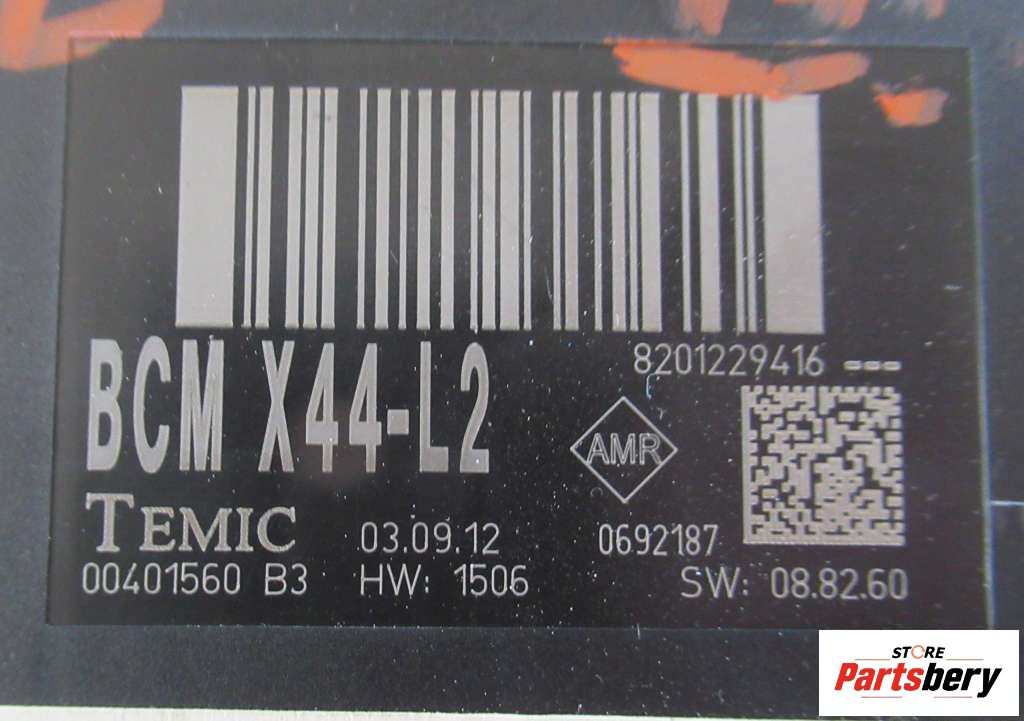 8201229416 ---
BCM X44-L2
AMR
TEMIC
03.09.12
0692187
00401560 B3
HW: 1506
SW: 08.82.60
STORE
Partsbery